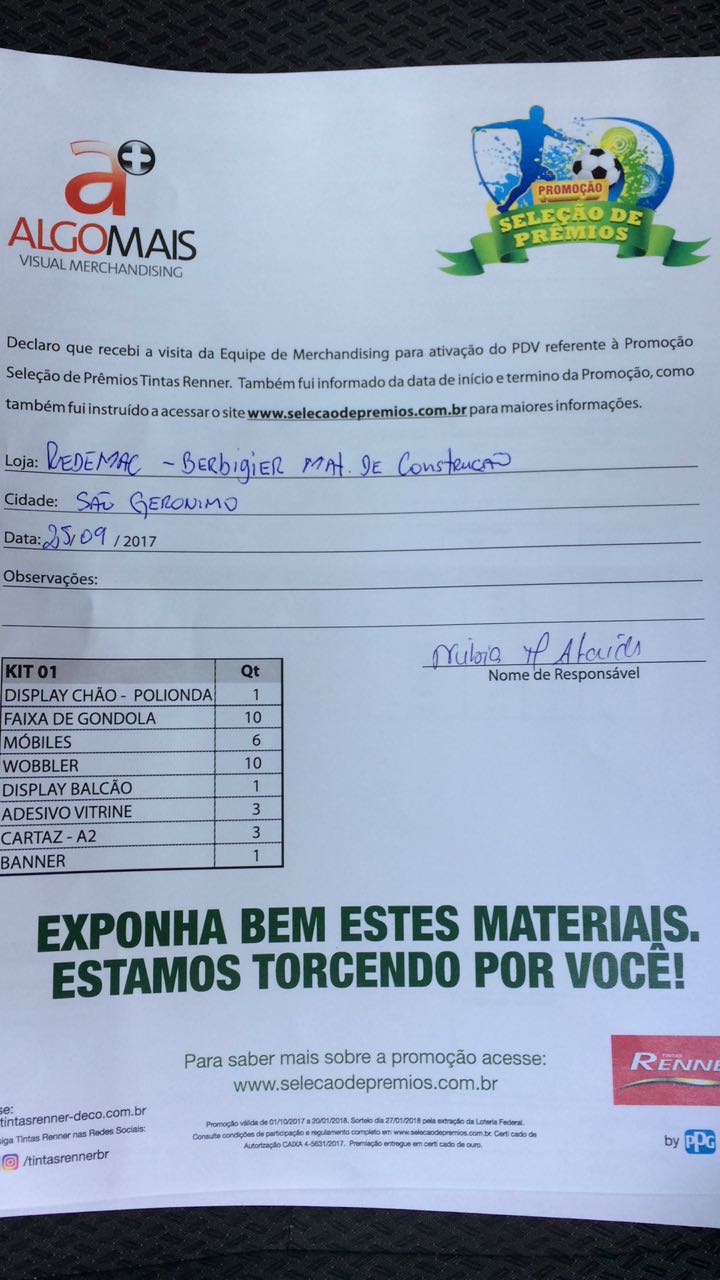 a+
ALGOMAIS
VISUAL MERCHANDISING
PROMOÇÃO
SELEÇÃO DE
PRÊMIOS
Declaro que recebi a visita da Equipe de Merchandising para ativação do PDV referente à Promoção
Seleção de Prêmios Tintas Renner. Também fui informado da data de início e termino da Promoção, como
também fui instruído a acessar o site www.selecaodepremios.com.br para maiores informações.
Loja: REDEMAC - BERBIGIER MAT. DE CONSTRUCAO
Cidade: SÃO GERONIMO
Data: 25/09 / 2017
Observações:
Nome de Responsável
KIT 01 Qt
DISPLAY CHÃO - POLIONDA 1
FAIXA DE GONDOLA 10
MÓBILES 6
WOBBLER 10
DISPLAY BALCÃO 1
ADESIVO VITRINE 3
CARTAZ - A2 3
BANNER 1
EXPONHA BEM ESTES MATERIAIS.
ESTAMOS TORCENDO POR VOCÊ!
Para saber mais sobre a promoção acesse:
www.selecaodepremios.com.br
TINTAS
RENNE
se:
tintasrenner-deco.com.br
iga Tintas Renner nas Redes Sociais:
/tintasrennerbr
Promoção válida de 01/10/2017 a 20/01/2018. Sorteio dia 27/01/2018 pela extração da Loteria Federal.
Consulte condições de participação e regulamento completo em www.selecaodepremios.com.br. Certi cado de
Autorização CAIXA 4-5631/2017. Premiação entregue em certi cado de ouro.
by PPG